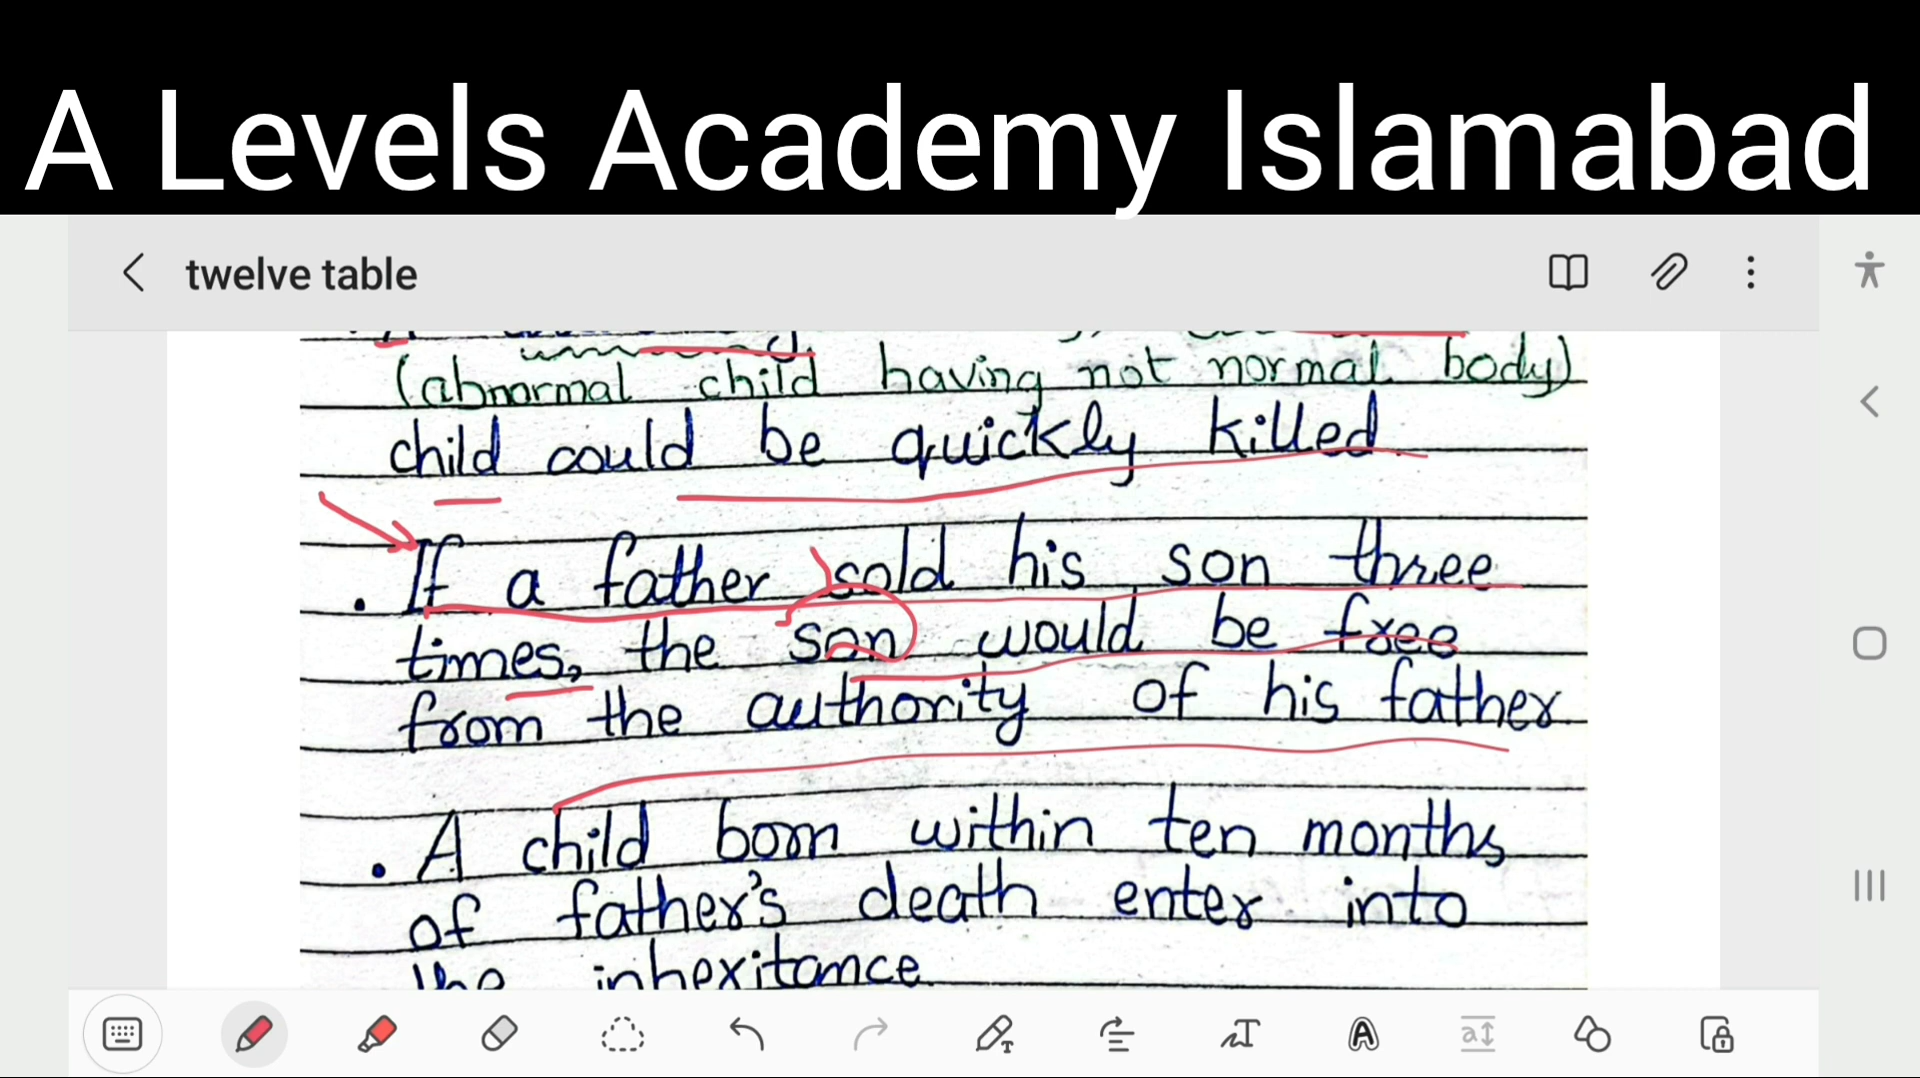 A Levels Academy Islamabad
twelve table
(abnormal child having not normal body)
child could be quickly killed
. If a father sold his son three
times, the son would be free
from the authority of his father
. A child born within ten months
of father's death enter into
the inheritance